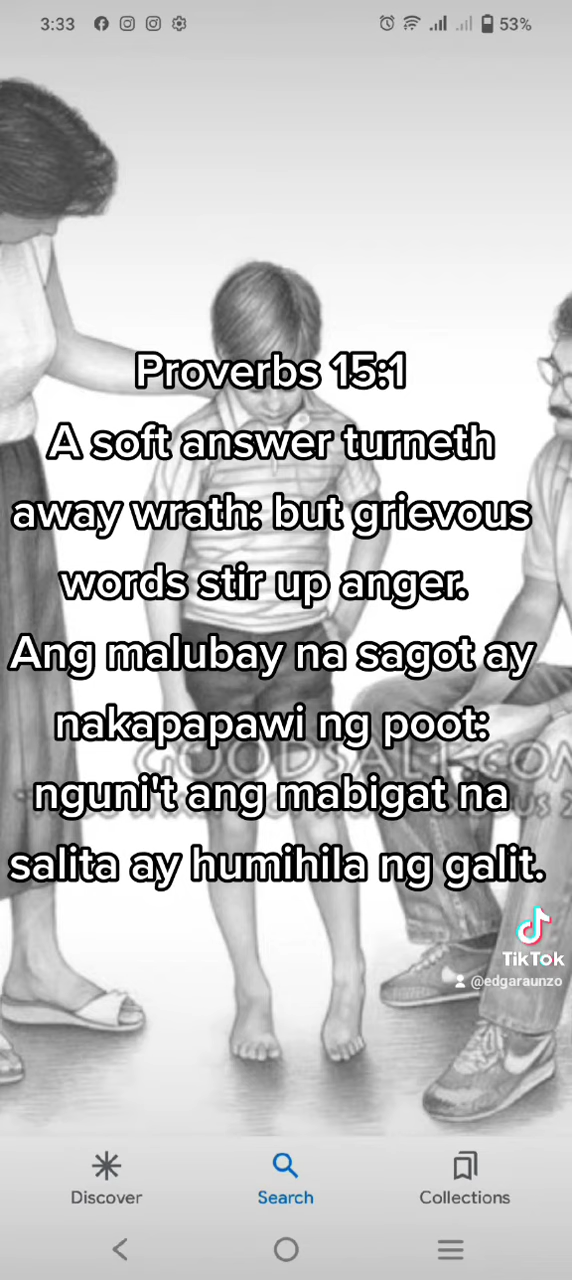 3:33
53%
Proverbs 15:1
A soft answer turneth
away wrath: but grievous
words stir up anger.
Ang malubay na sagot ay
nakapapawi ng poot:
nguni't ang mabigat na
salita ay humihila ng galit.
TikTok
@edgaraunzo
Discover
Search
Collections